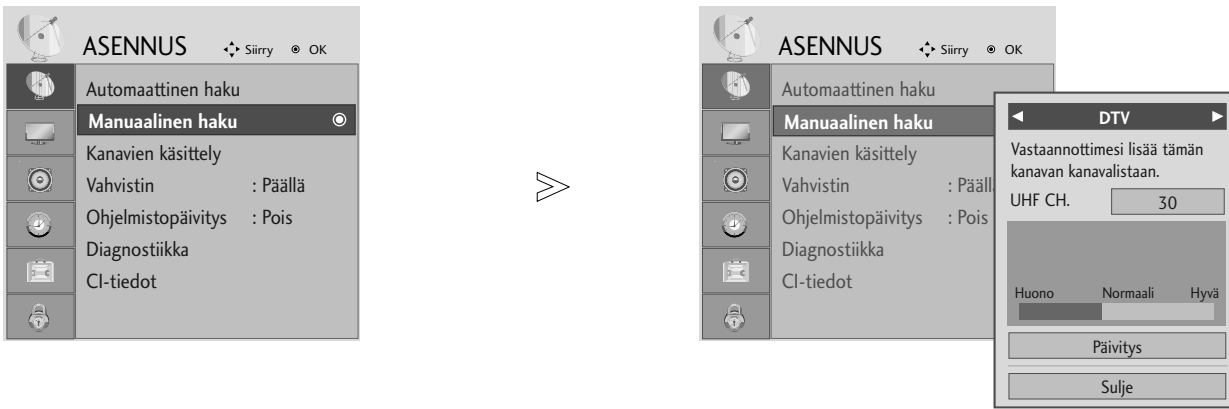 ASENNUS Siirry OK
Automaattinen haku
Manuaalinen haku
Kanavien käsittely
Vahvistin : Päällä
Ohjelmistopäivitys : Pois
Diagnostiikka
CI-tiedot
ASENNUS Siirry OK
Automaattinen haku
Manuaalinen haku
Kanavien käsittely
Vahvistin : Pääll
Ohjelmistopäivitys : Pois
Diagnostiikka
CI-tiedot
DTV
Vastaannottimesi lisää tämän
kanavan kanavalistaan.
UHF CH. 30
Huono Normaali Hyvä
Päivitys
Sulje